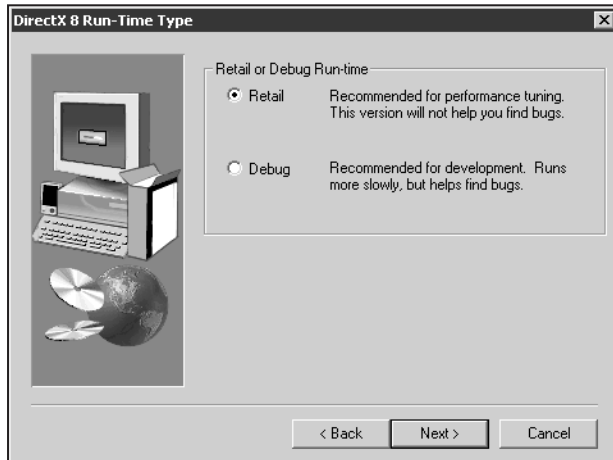 DirectX 8 Run-Time Type
Retail or Debug Run-time
Retail
Recommended for performance tuning.
This version will not help you find bugs.
Debug
Recommended for development.  Runs
more slowly, but helps find bugs.
< Back
Next >
Cancel